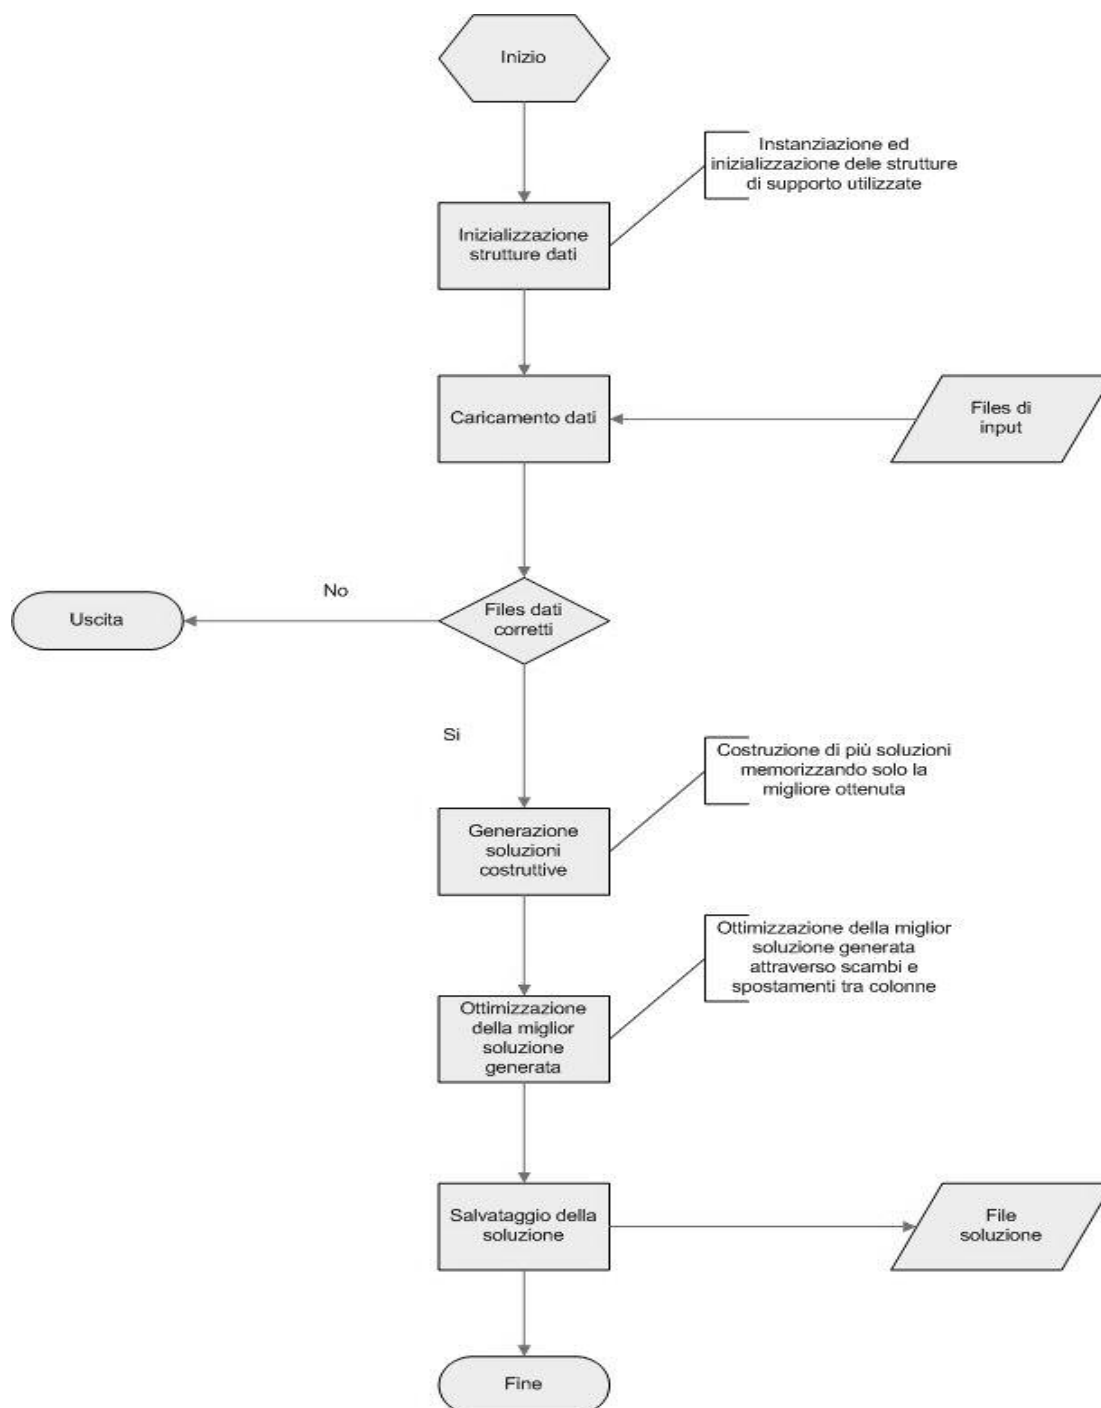 Inizio
Instanziazione ed
inizializzazione dele strutture
di supporto utilizzate
Inizializzazione
strutture dati
Caricamento dati
Files di
input
No
Uscita
Files dati
corretti
Si
Costruzione di più soluzioni
memorizzando solo la
migliore ottenuta
Generazione
soluzioni
costruttive
Ottimizzazione della miglior
soluzione generata
attraverso scambi e
spostamenti tra colonne
Ottimizzazione
della miglior
soluzione
generata
Salvataggio della
soluzione
File
soluzione
Fine